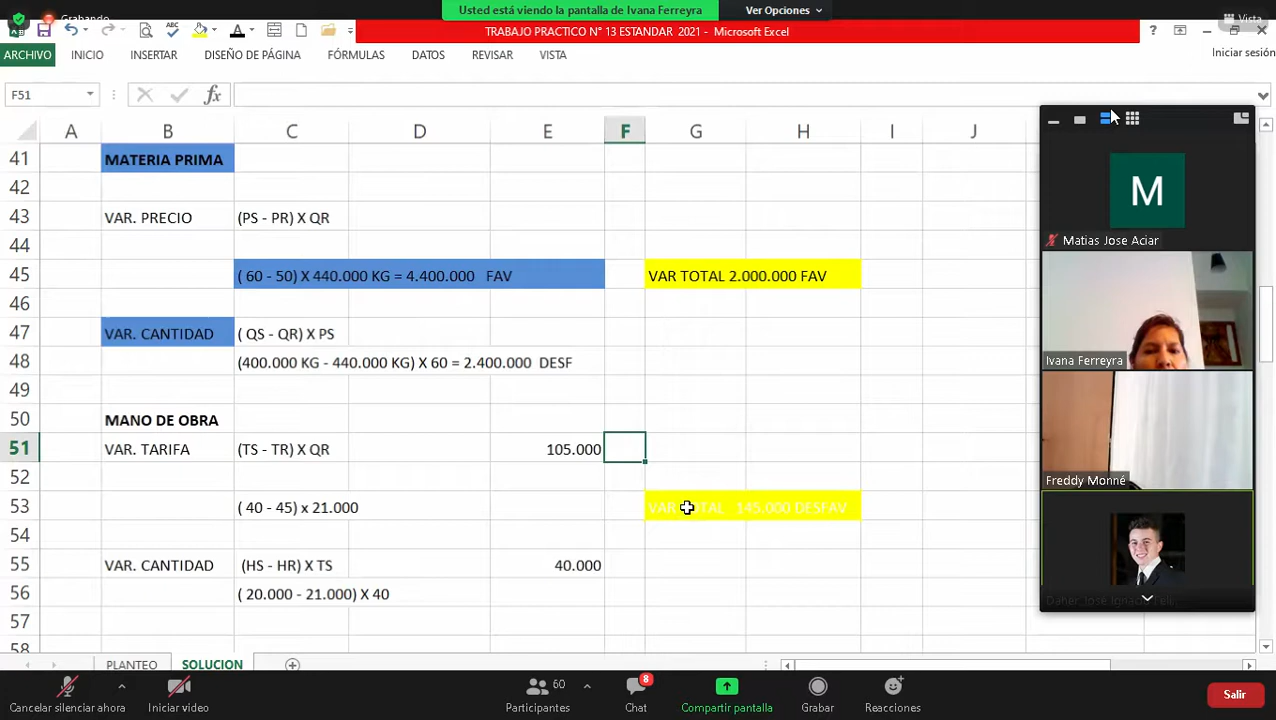 Grabando
Usted está viendo la pantalla de Ivana Ferreyra
Ver Opciones
Vista
TRABAJO PRACTICO N° 13 ESTANDAR 2021 - Microsoft Excel
ARCHIVO INICIO INSERTAR DISEÑO DE PÁGINA FÓRMULAS DATOS REVISAR VISTA
Iniciar sesión
F51
A B C D E F G H I J
41 MATERIA PRIMA
42
43 VAR. PRECIO (PS - PR) X QR
44
45 ( 60 - 50) X 440.000 KG = 4.400.000 FAV VAR TOTAL 2.000.000 FAV
46
47 VAR. CANTIDAD ( QS - QR) X PS
48 (400.000 KG - 440.000 KG) X 60 = 2.400.000 DESF
49
50 MANO DE OBRA
51 VAR. TARIFA (TS - TR) X QR 105.000
52
53 ( 40 - 45) x 21.000 VAR TOTAL 145.000 DESFAV
54
55 VAR. CANTIDAD (HS - HR) X TS 40.000
56 ( 20.000 - 21.000) X 40
57
58
M
Matias Jose Aciar
Ivana Ferreyra
Freddy Monné
Daher, Jose Ignacio
PLANTEO SOLUCION
Cancelar silenciar ahora
Iniciar video
60
Participantes
8
Chat
Compartir pantalla
Grabar
Reacciones
Salir